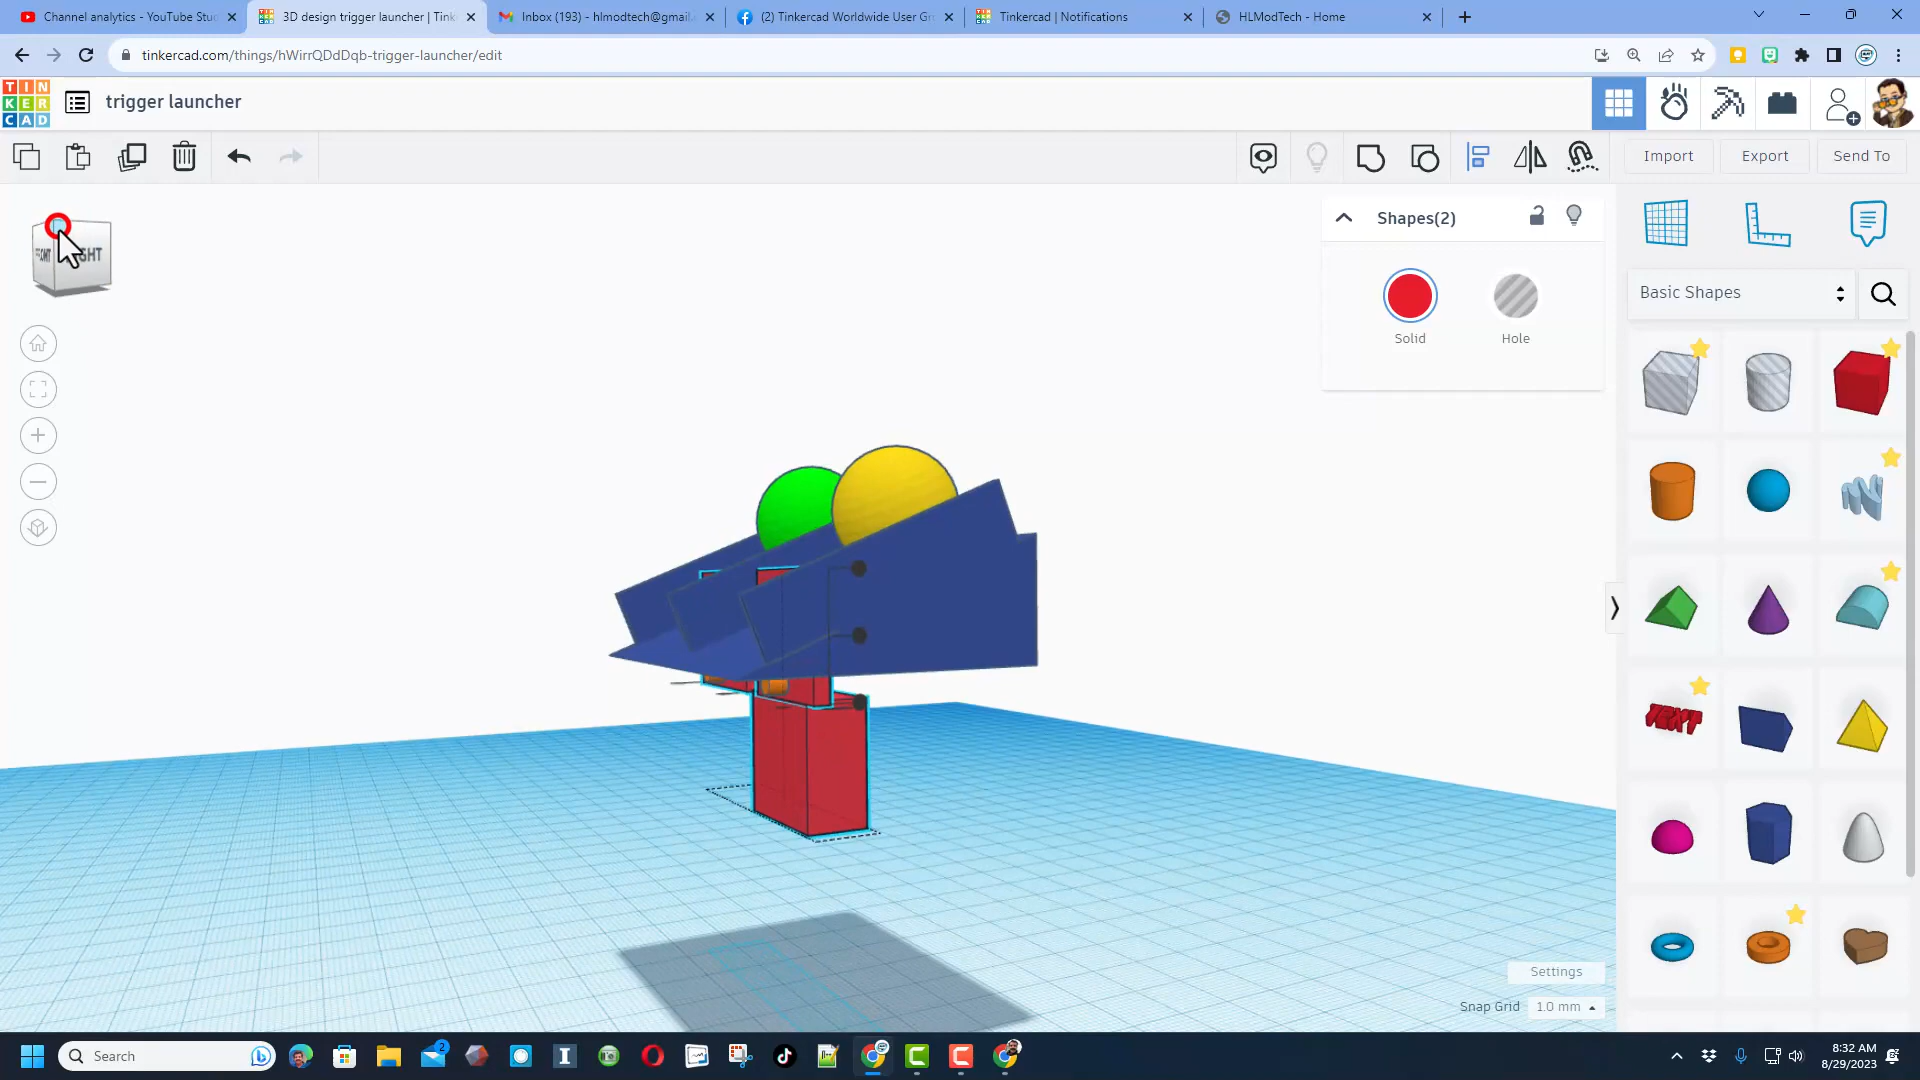 Channel analytics - YouTube Stu
3D design trigger launcher | Tink
Inbox (193) - hlmodtech@gmail.
(2) Tinkercad Worldwide User Gr
Tinkercad | Notifications
HLModTech - Home
tinkercad.com/things/hWirrQDdDqb-trigger-launcher/edit
TIN
KER
CAD
trigger launcher
Import
Export
Send To
Shapes(2)
Solid
Hole
Basic Shapes
TEXT
Settings
Snap Grid
1.0 mm
Search
2
8:32 AM
8/29/2023